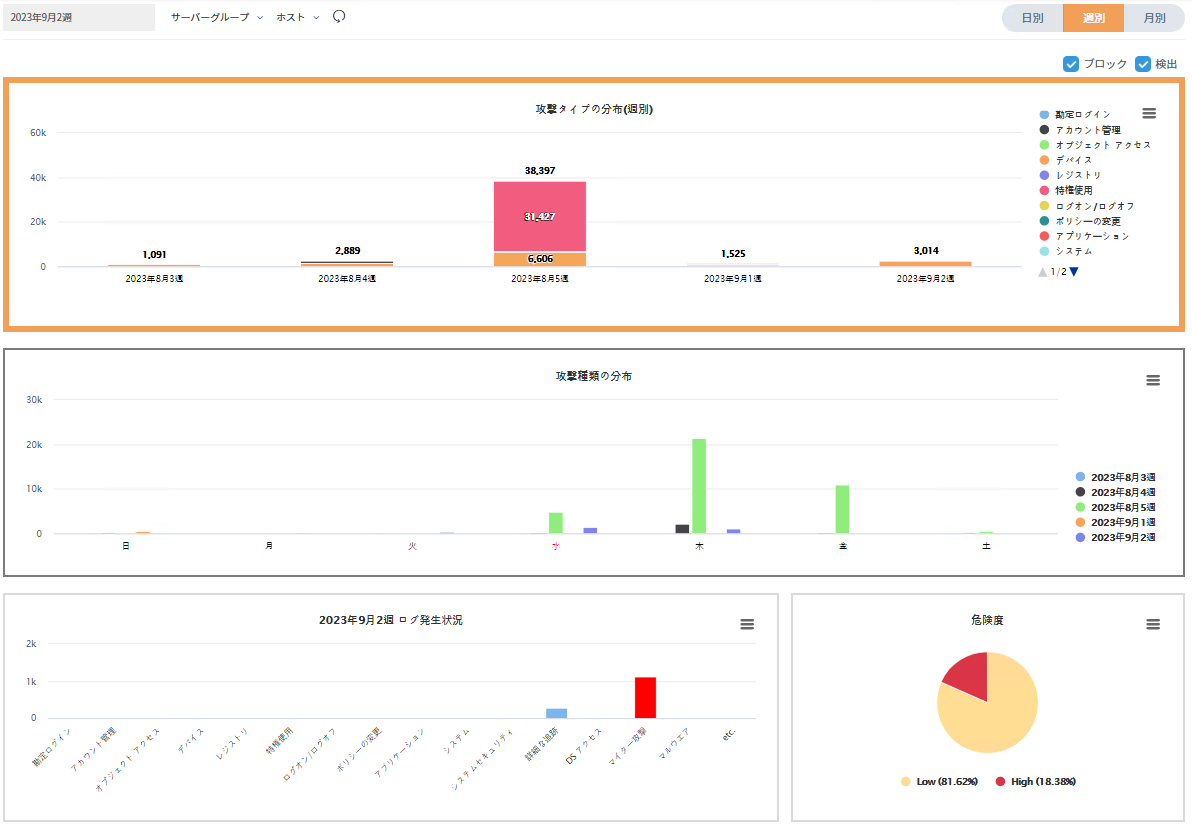 2023年9月2週 サーバーグループ ホスト 日別 週別 月別
ブロック 検出
攻撃タイプの分布(週別)
60k
40k
20k
0
1,091
2,889
38,397
31,427
6,606
1,525
3,014
2023年8月3週 2023年8月4週 2023年8月5週 2023年9月1週 2023年9月2週
勘定ログイン
アカウント管理
オブジェクト アクセス
デバイス
レジストリ
特権使用
ログオン/ログオフ
ポリシーの変更
アプリケーション
システム
1/2
攻撃種類の分布
30k
20k
10k
0
日 月 火 水 木 金 土
2023年8月3週
2023年8月4週
2023年8月5週
2023年9月1週
2023年9月2週
2023年9月2週 ログ発生状況
2k
1k
0
勘定ログイン
アカウント管理
オブジェクト アクセス
デバイス
レジストリ
特権使用
ログオン/ログオフ
ポリシーの変更
アプリケーション
システム
システムセキュリティ
詳細な追跡
DS アクセス
マイター攻撃
マルウエア
etc.
危険度
Low (81.62%) High (18.38%)